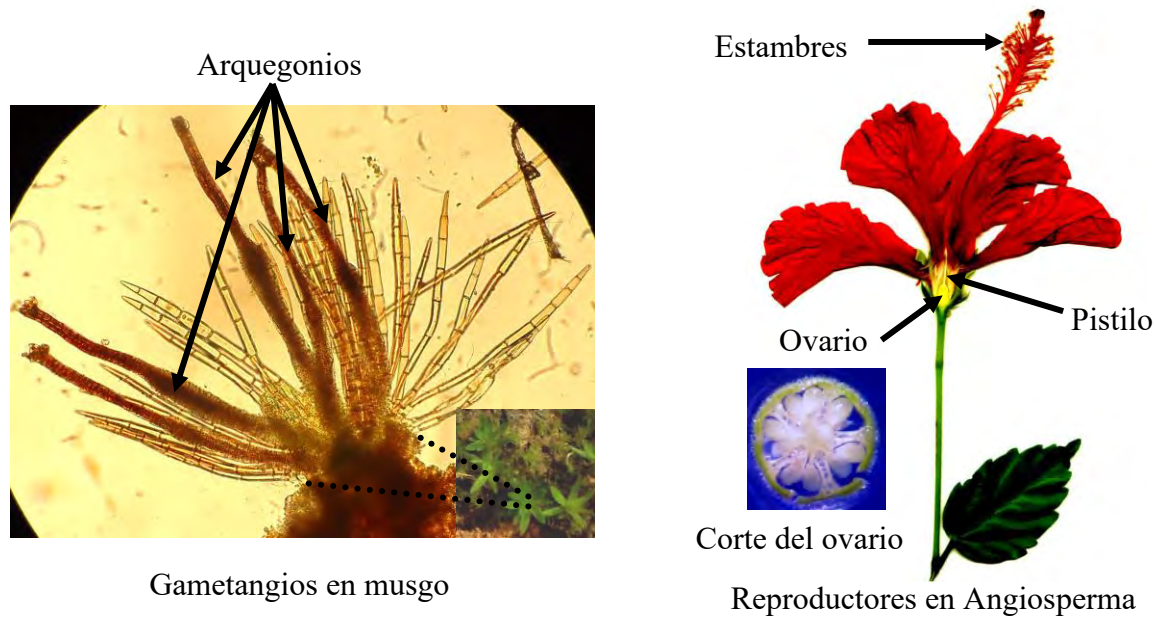 Arquegonios
Gametangios en musgo
Estambres
Pistilo
Ovario
Corte del ovario
Reproductores en Angiosperma